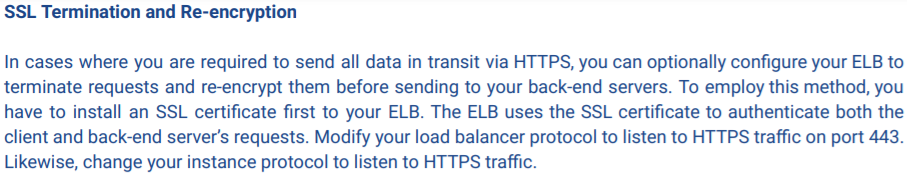 SSL Termination and Re-encryption
In cases where you are required to send all data in transit via HTTPS, you can optionally configure your ELB to
terminate requests and re-encrypt them before sending to your back-end servers. To employ this method, you
have to install an SSL certificate first to your ELB. The ELB uses the SSL certificate to authenticate both the
client and back-end server’s requests. Modify your load balancer protocol to listen to HTTPS traffic on port 443.
Likewise, change your instance protocol to listen to HTTPS traffic.